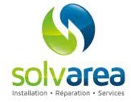 solvarea
Installation • Réparation • Services